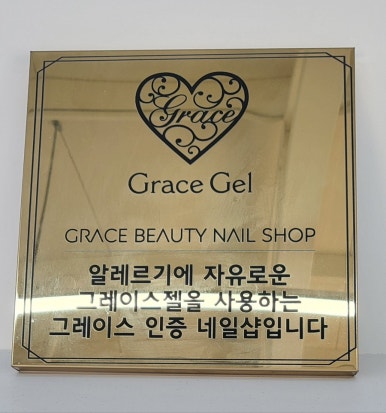 Grace
Grace Gel
GRACE BEAUTY NAIL SHOP
알레르기에 자유로운
그레이스젤을 사용하는
그레이스 인증 네일샵입니다